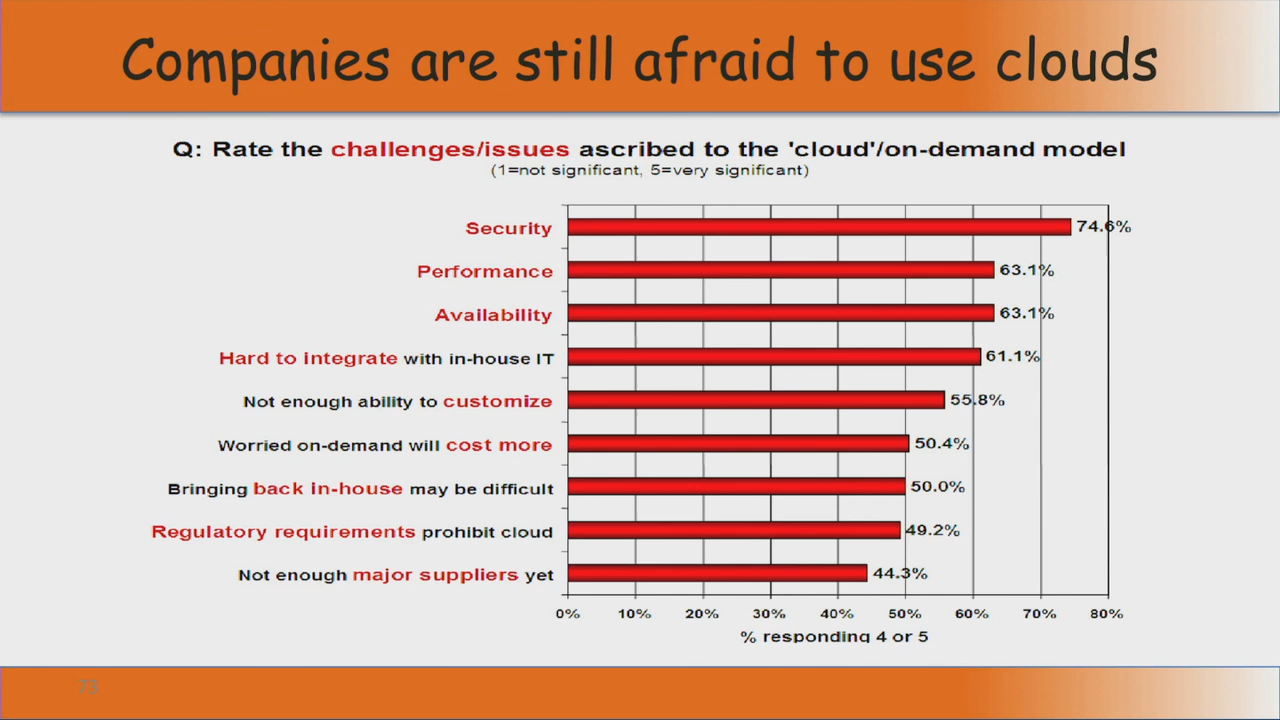 Companies are still afraid to use clouds
Q: Rate the challenges/issues ascribed to the 'cloud'/on-demand model
(1=not significant, 5=very significant)
Security 74.6%
Performance 63.1%
Availability 63.1%
Hard to integrate with in-house IT 61.1%
Not enough ability to customize 55.8%
Worried on-demand will cost more 50.4%
Bringing back in-house may be difficult 50.0%
Regulatory requirements prohibit cloud 49.2%
Not enough major suppliers yet 44.3%
0% 10% 20% 30% 40% 50% 60% 70% 80%
% responding 4 or 5
73